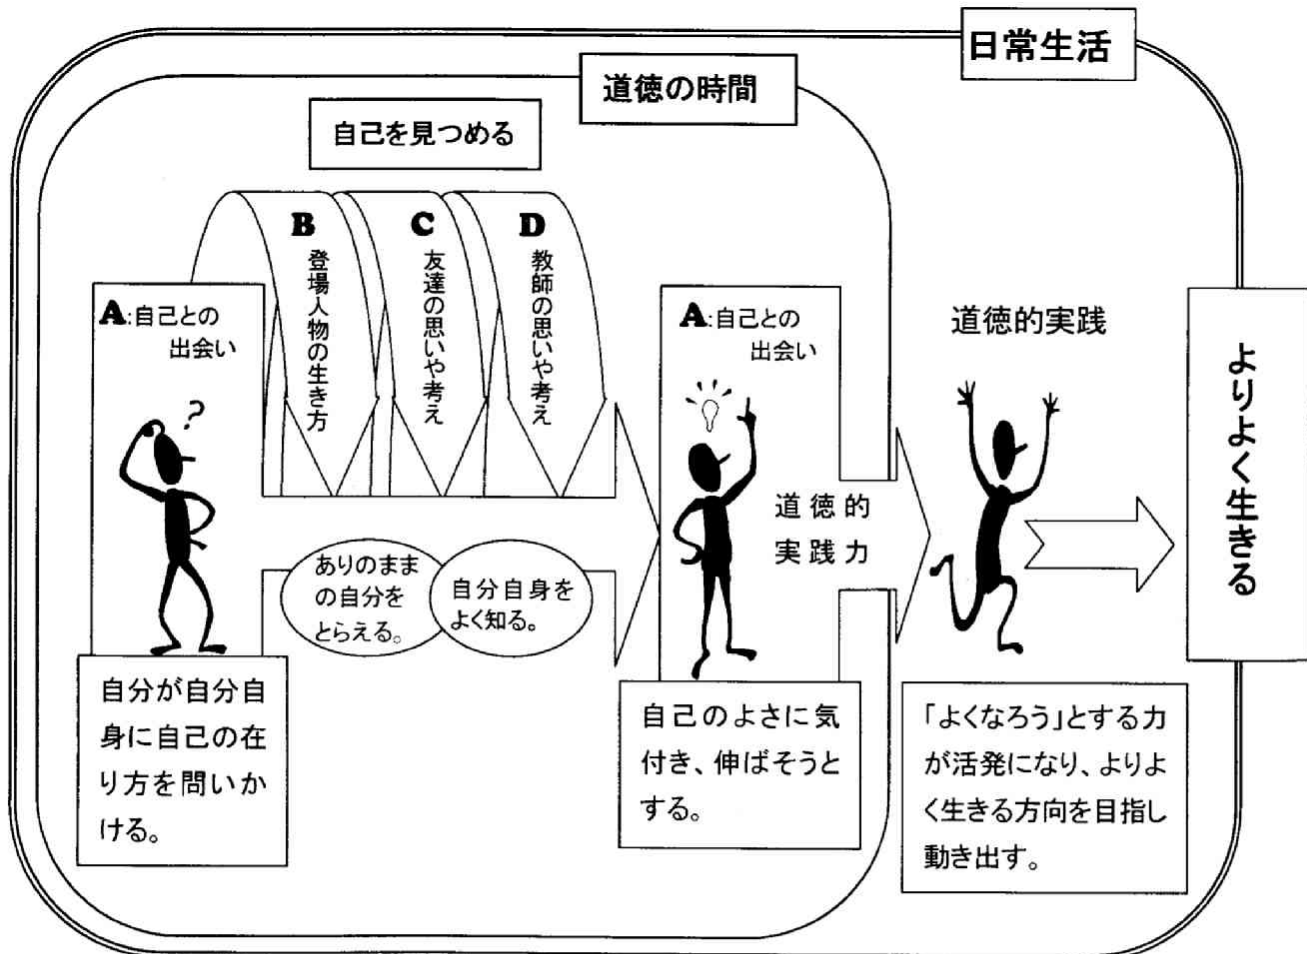 日常生活
道徳の時間
自己を見つめる
B
登場人物の生き方
C
友達の思いや考え
D
教師の思いや考え
A:自己との
出会い
?
ありのまま
の自分を
とらえる。
自分自身を
よく知る。
自分が自分自
身に自己の在
り方を問いか
ける。
A:自己との
出会い
道徳的
実践力
自己のよさに気
付き、伸ばそうと
する。
道徳的実践
「よくなろう」とする力
が活発になり、よりよ
く生きる方向を目指し
動き出す。
よりよく生きる